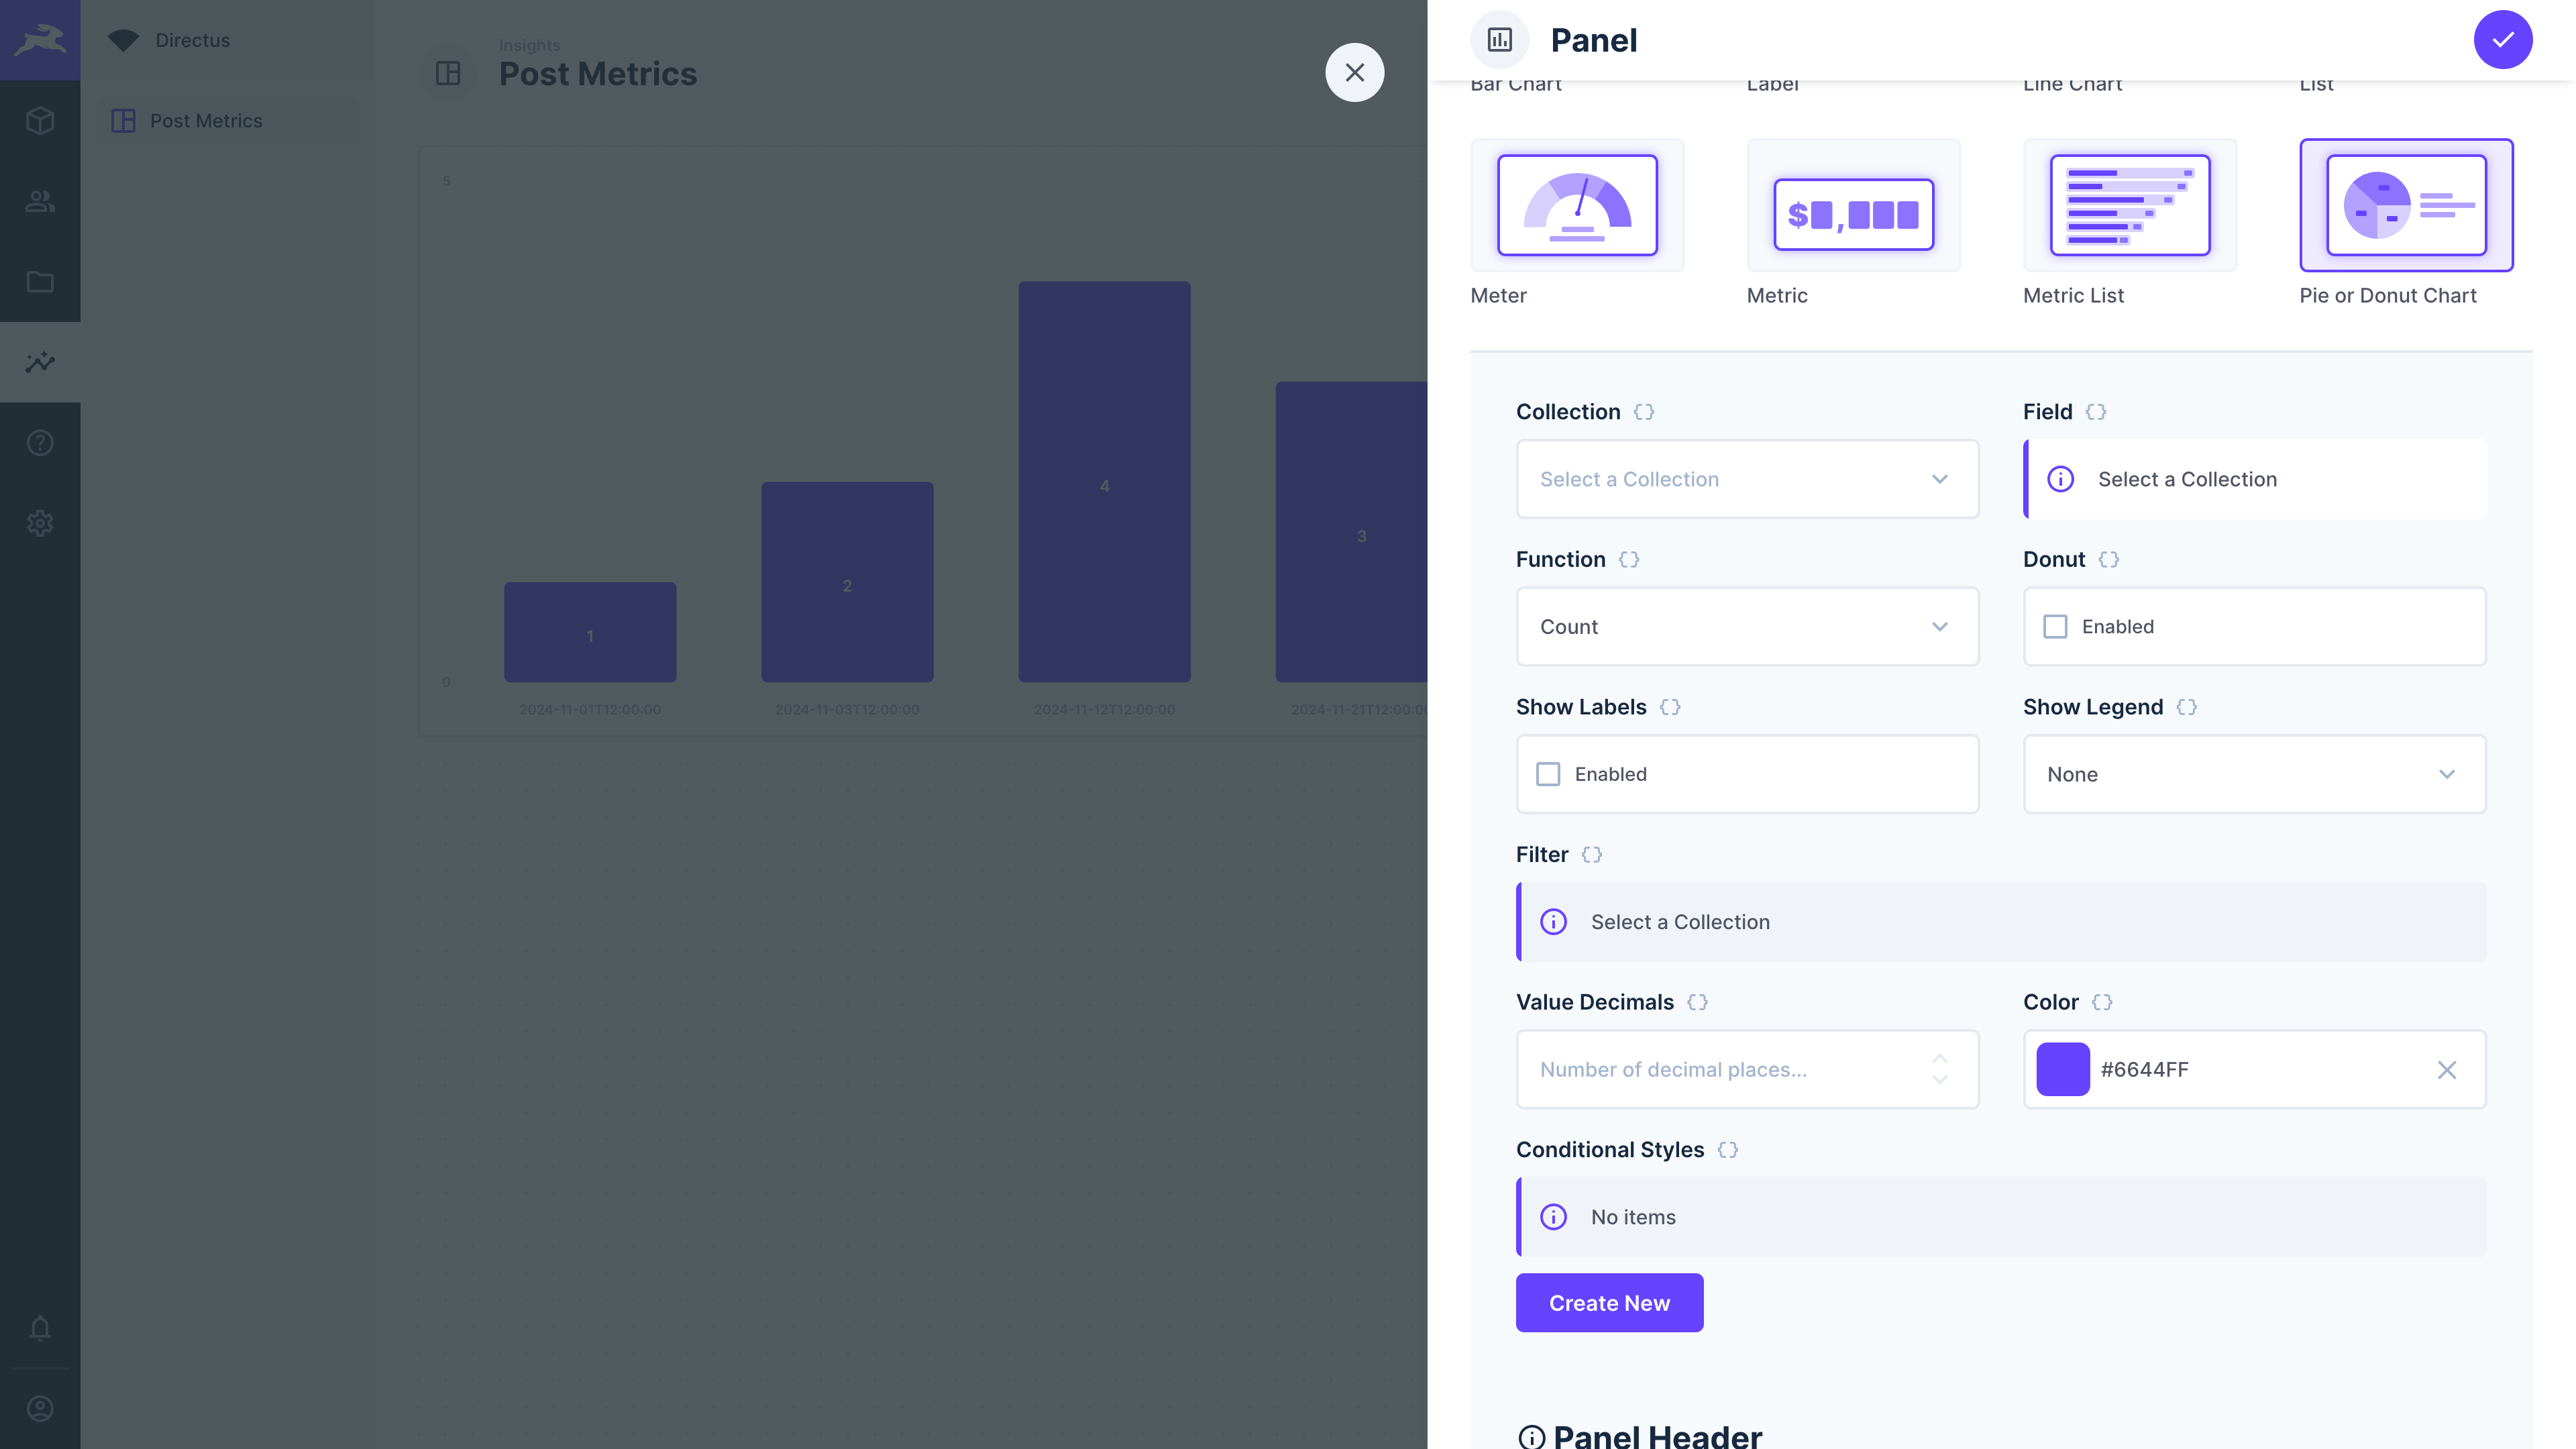 Directus
Post Metrics
Insights
Post Metrics
5
0
1
2
4
3
2024-11-01T12:00:00
2024-11-03T12:00:00
2024-11-12T12:00:00
2024-11-21T12:00:00
Panel
Bar Chart
Label
Line Chart
List
$ ,
Meter
Metric
Metric List
Pie or Donut Chart
Collection {}
Field {}
Select a Collection
Select a Collection
Function {}
Donut {}
Count
Enabled
Show Labels {}
Show Legend {}
Enabled
None
Filter {}
Select a Collection
Value Decimals {}
Color {}
Number of decimal places...
#6644FF
Conditional Styles {}
No items
Create New
Panel Header